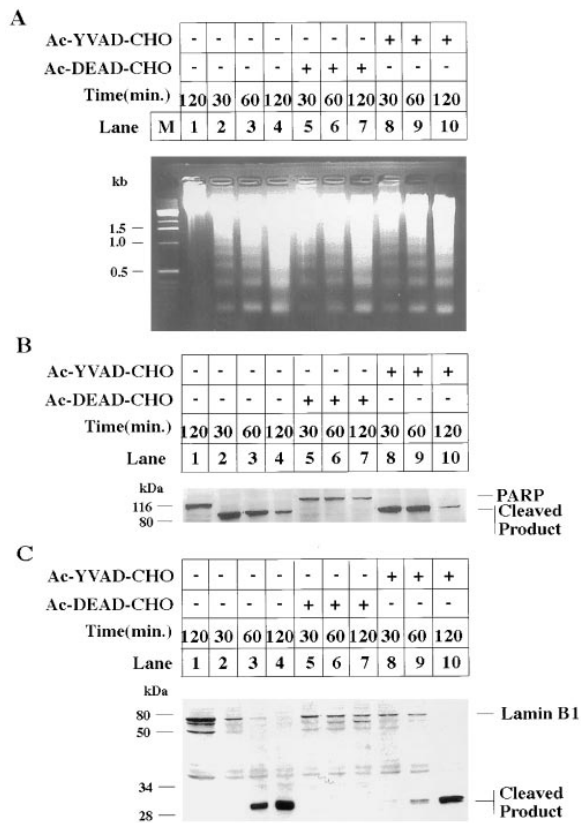 A
Ac-YVAD-CHO - - - - - - - + + +
Ac-DEAD-CHO - - - - + + + - - -
Time(min.) 120 30 60 120 30 60 120 30 60 120
Lane M 1 2 3 4 5 6 7 8 9 10
kb
1.5
1.0
0.5
B
Ac-YVAD-CHO - - - - - - - + + +
Ac-DEAD-CHO - - - - + + + - - -
Time(min.) 120 30 60 120 30 60 120 30 60 120
Lane 1 2 3 4 5 6 7 8 9 10
kDa
116
80
PARP
Cleaved
Product
C
Ac-YVAD-CHO - - - - - - - + + +
Ac-DEAD-CHO - - - - + + + - - -
Time(min.) 120 30 60 120 30 60 120 30 60 120
Lane 1 2 3 4 5 6 7 8 9 10
kDa
80
50
34
28
Lamin B1
Cleaved
Product